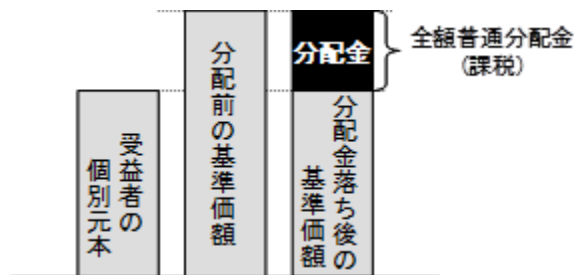 受益者の
個別元本
分配前の基準価額
分配金
分配金落ち後の
基準価額
全額普通分配金
(課税)